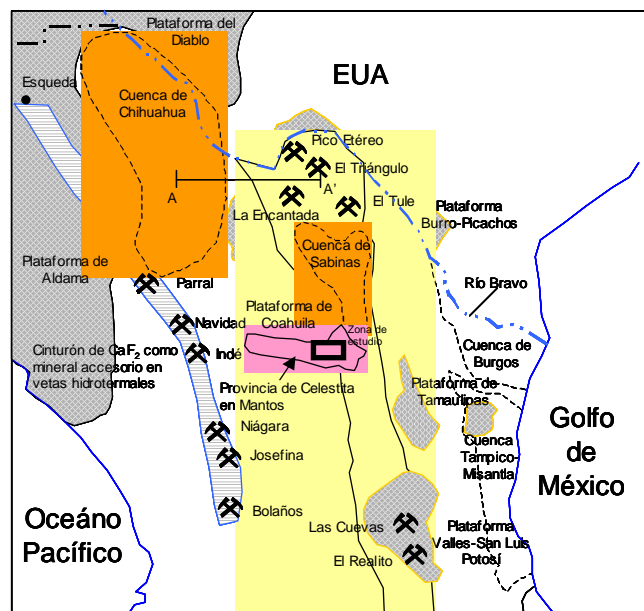 Plataforma del
Diablo
Esqueda
EUA
Cuenca de
Chihuahua
Pico Etéreo
El Triángulo
A
A'
La Encantada
El Tule
Plataforma
Burro-Picachos
Cuenca de
Sabinas
Plataforma de
Aldama
Parral
Río Bravo
Plataforma de
Coahuila
Navidad
Zona de
estudio
Cinturón de CaF2 como
mineral accesorio en
vetas hidrotermales
Indé
Cuenca de
Burgos
Provincia de Celestita
en Mantos
Plataforma de
Tamaulipas
Golfo
de
México
Niágara
Cuenca
Tampico-
Misantla
Josefina
Bolaños
Océano
Pacífico
Las Cuevas
El Realito
Plataforma
Valles-San Luis
Potosí